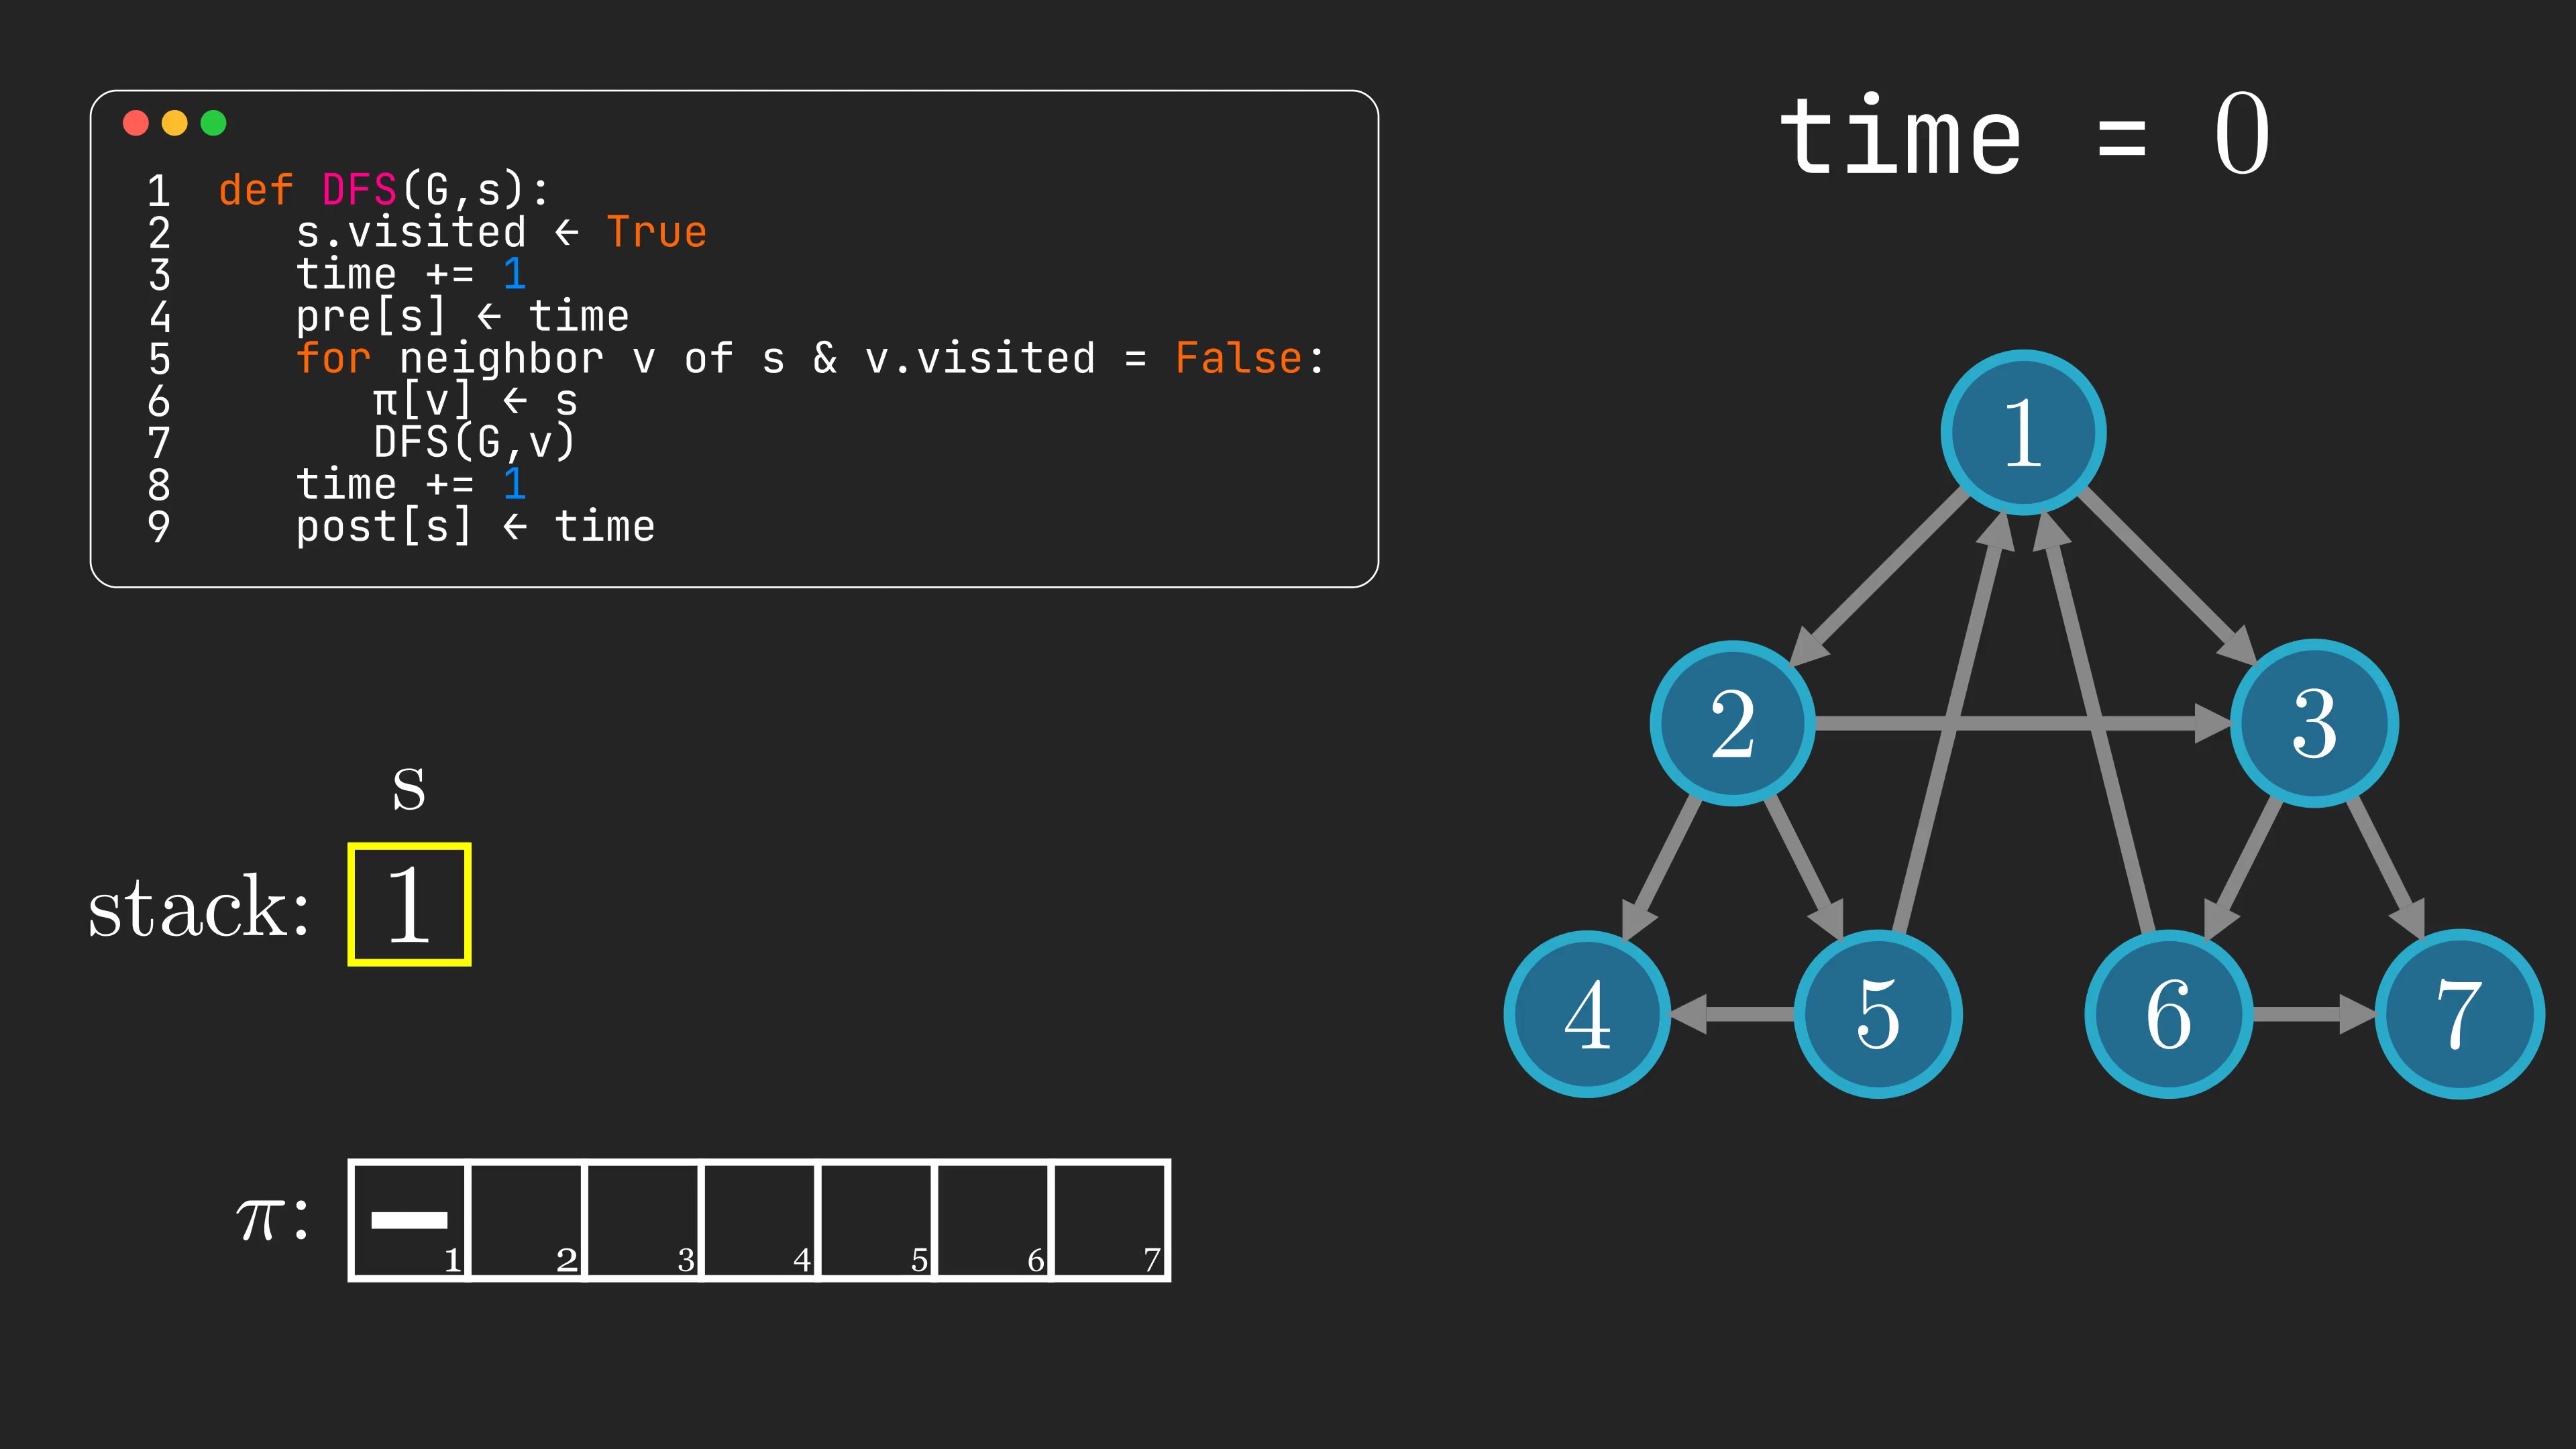 time = 0
1 def DFS(G,s):
2 s.visited ← True
3 time += 1
4 pre[s] ← time
5 for neighbor v of s & v.visited = False:
6 π[v] ← s
7 DFS(G,v)
8 time += 1
9 post[s] ← time
1
2 3
4 5 6 7
s
stack: 1
π: –
1 2 3 4 5 6 7